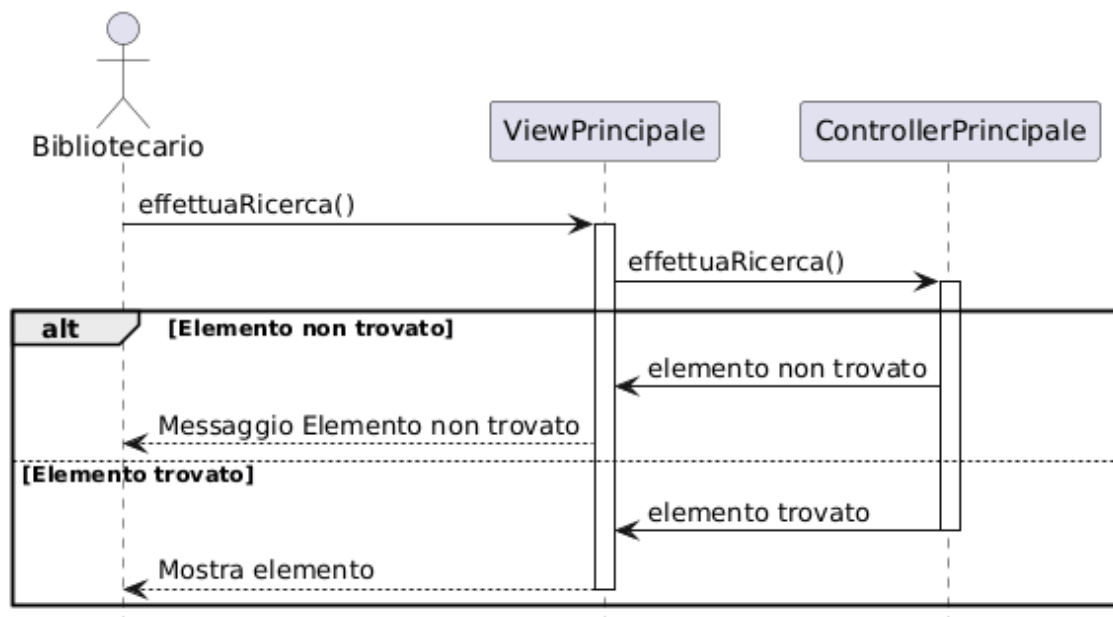 Bibliotecario
ViewPrincipale
ControllerPrincipale
effettuaRicerca()
effettuaRicerca()
alt
[Elemento non trovato]
elemento non trovato
Messaggio Elemento non trovato
[Elemento trovato]
elemento trovato
Mostra elemento